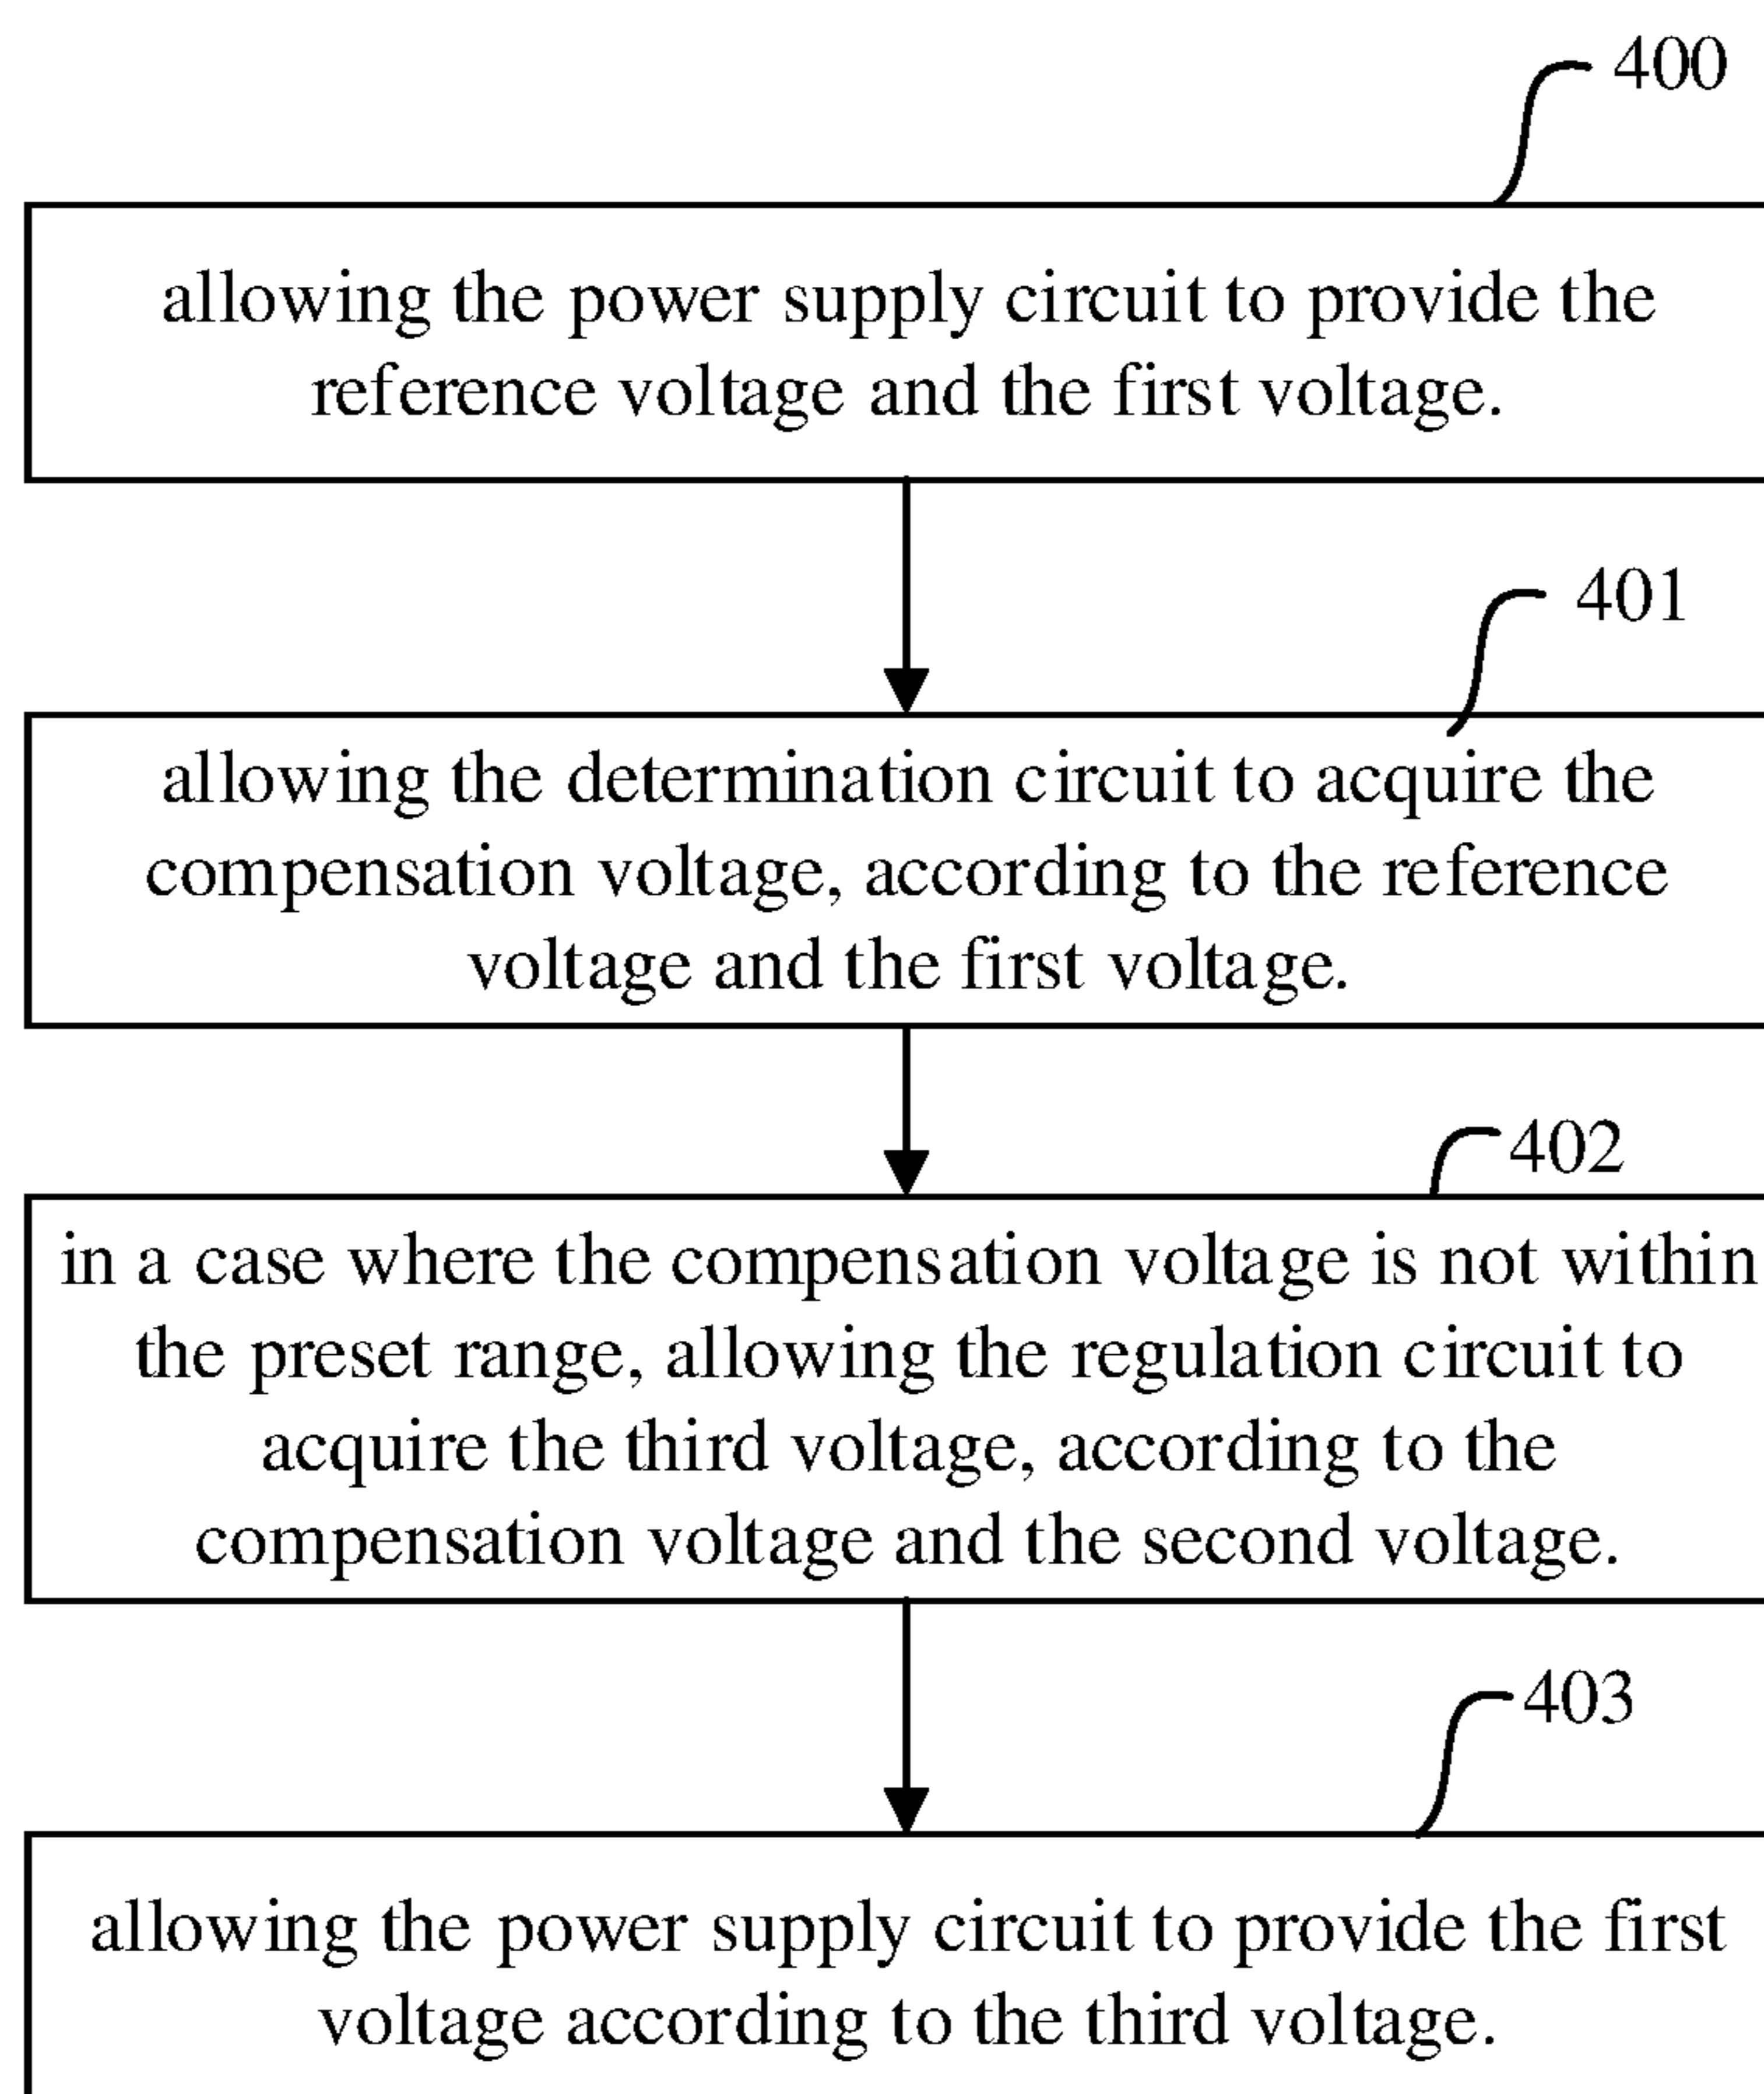 400
allowing the power supply circuit to provide the
reference voltage and the first voltage.
401
allowing the determination circuit to acquire the
compensation voltage, according to the reference
voltage and the first voltage.
402
in a case where the compensation voltage is not within
the preset range, allowing the regulation circuit to
acquire the third voltage, according to the
compensation voltage and the second voltage.
403
allowing the power supply circuit to provide the first
voltage according to the third voltage.